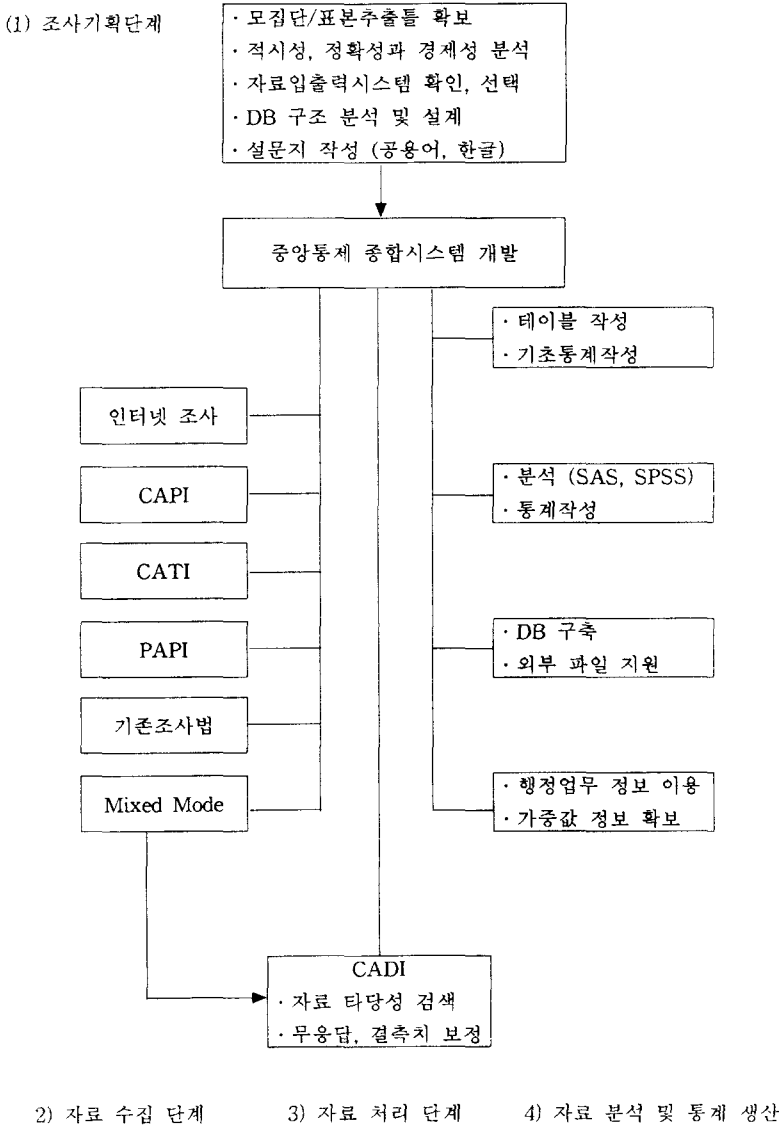 (1) 조사기획단계
· 모집단/표본추출틀 확보
· 적시성, 정확성과 경제성 분석
· 자료입출력시스템 확인, 선택
· DB 구조 분석 및 설계
· 설문지 작성 (공용어, 한글)
중앙통제 종합시스템 개발
· 테이블 작성
· 기초통계작성
인터넷 조사
CAPI
· 분석 (SAS, SPSS)
· 통계작성
CATI
PAPI
· DB 구축
· 외부 파일 지원
기존조사법
Mixed Mode
· 행정업무 정보 이용
· 가중값 정보 확보
CADI
· 자료 타당성 검색
· 무응답, 결측치 보정
2) 자료 수집 단계
3) 자료 처리 단계
4) 자료 분석 및 통계 생산